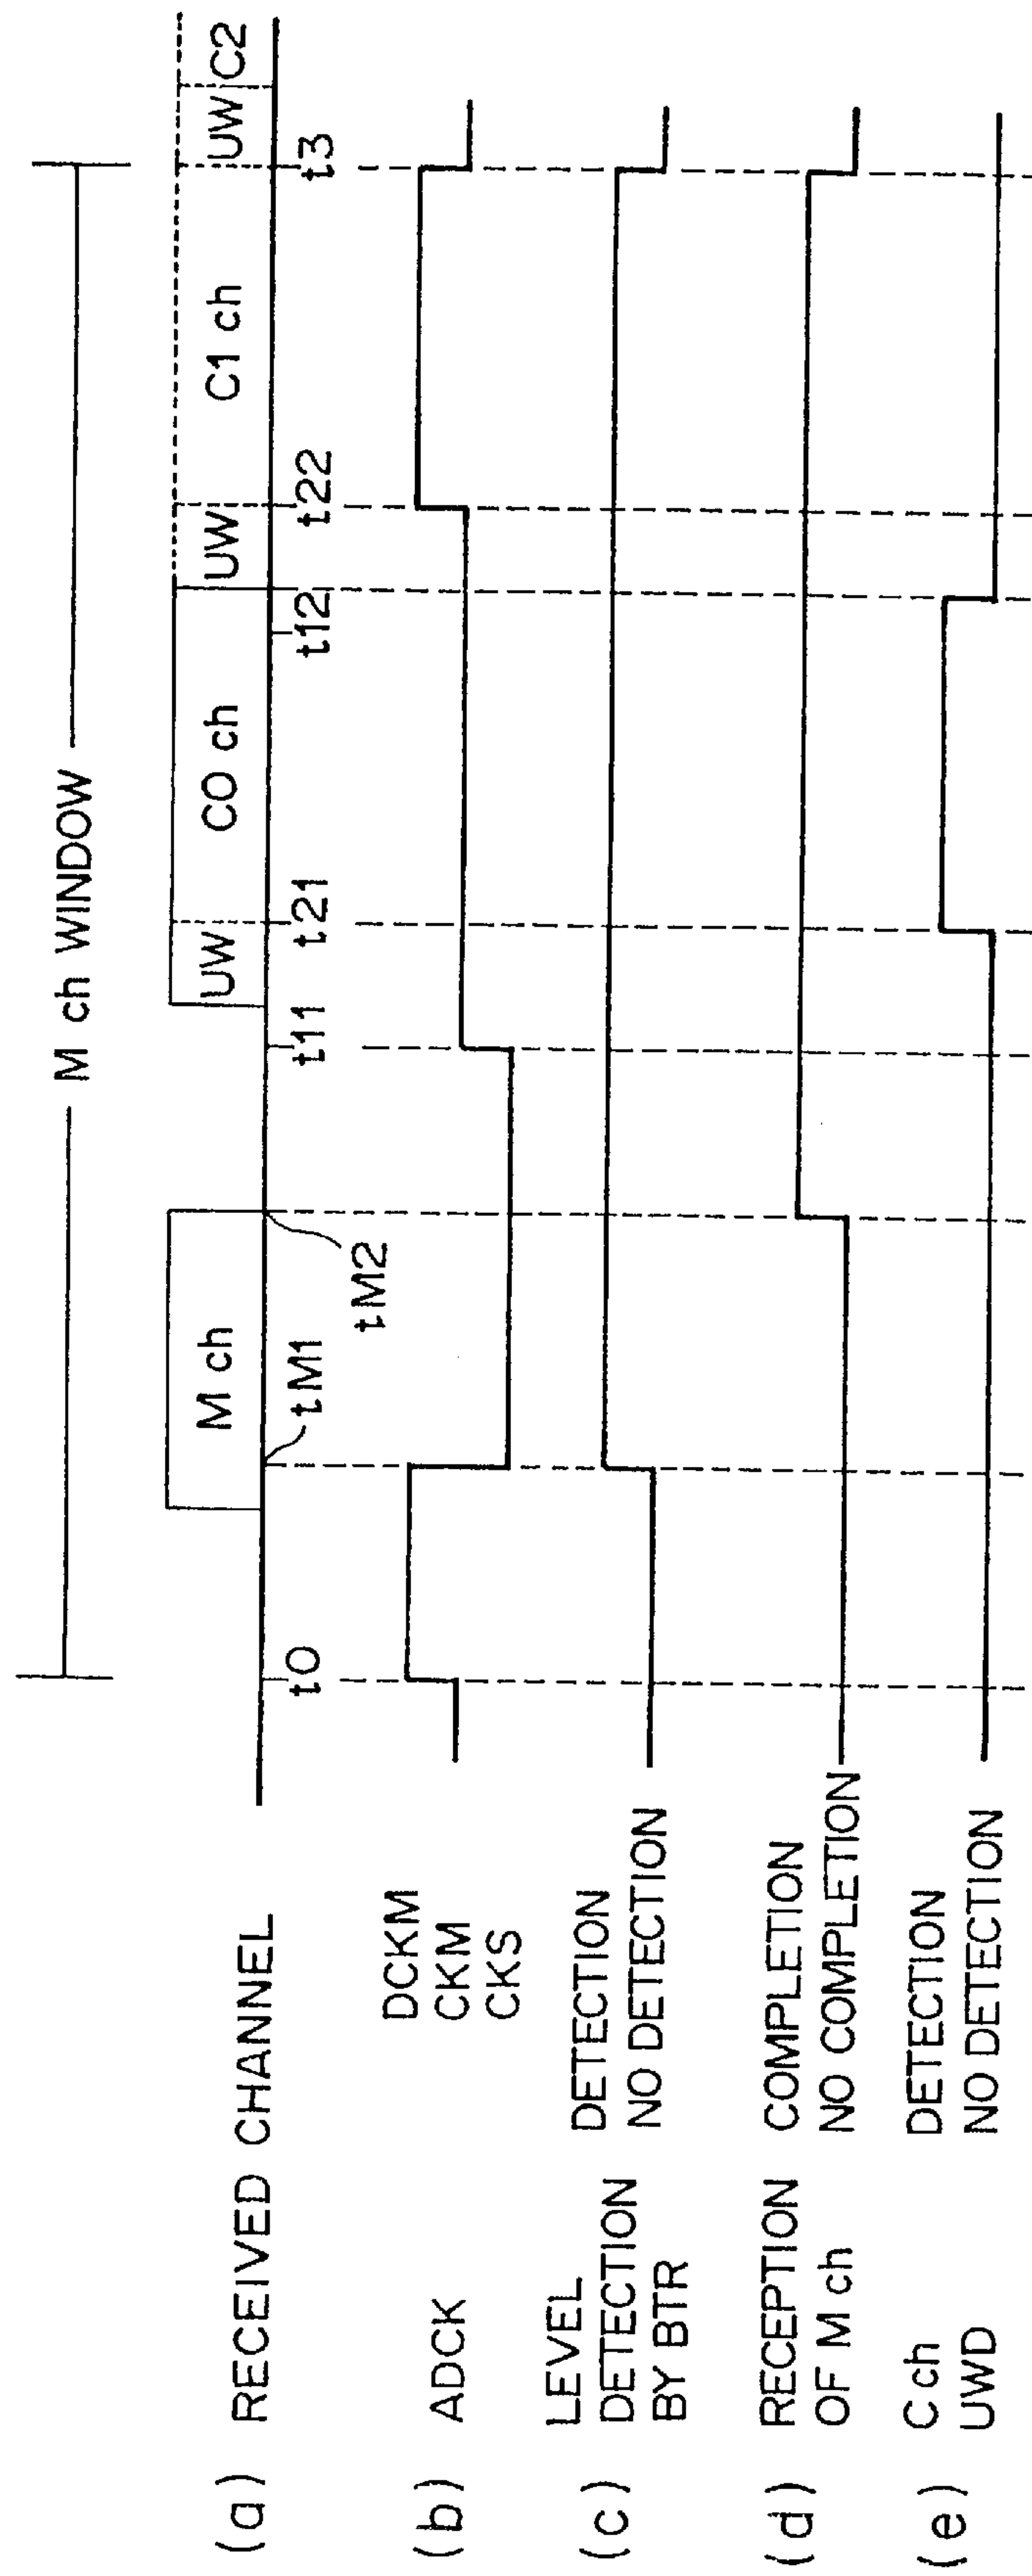 M ch WINDOW
(a) RECEIVED CHANNEL
M ch
UW
C0 ch
UW
C1 ch
UW
C2
t0
tM1
tM2
t11
t21
t12
t22
t3
(b) ADCK
DCKM
CKM
CKS
(c) LEVEL
DETECTION
BY BTR
DETECTION
NO DETECTION
(d) RECEPTION
OF M ch
COMPLETION
NO COMPLETION
(e) C ch
UWD
DETECTION
NO DETECTION